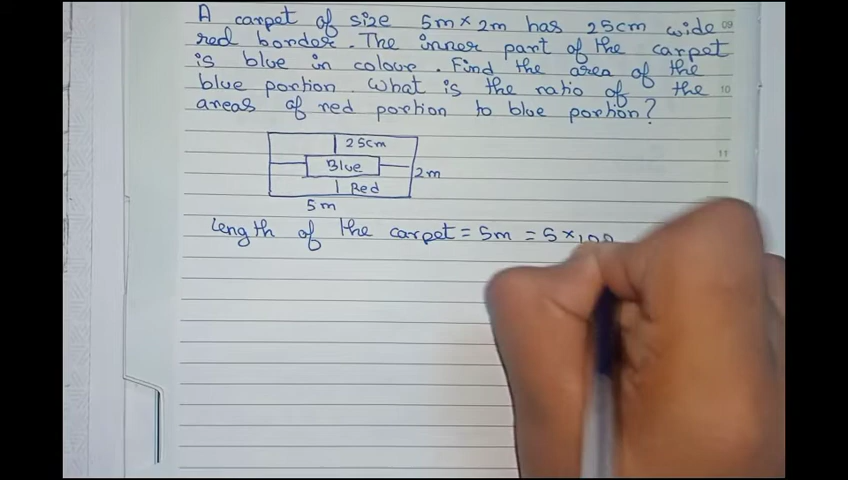 A carpet of size 5m × 2m has 25cm wide
red border. The inner part of the carpet
is blue in colour. Find the area of the
blue portion. What is the ratio of the
areas of red portion to blue portion?
09
10
11
25cm
Blue
2m
Red
5m
Length of the carpet = 5m = 5 × 100